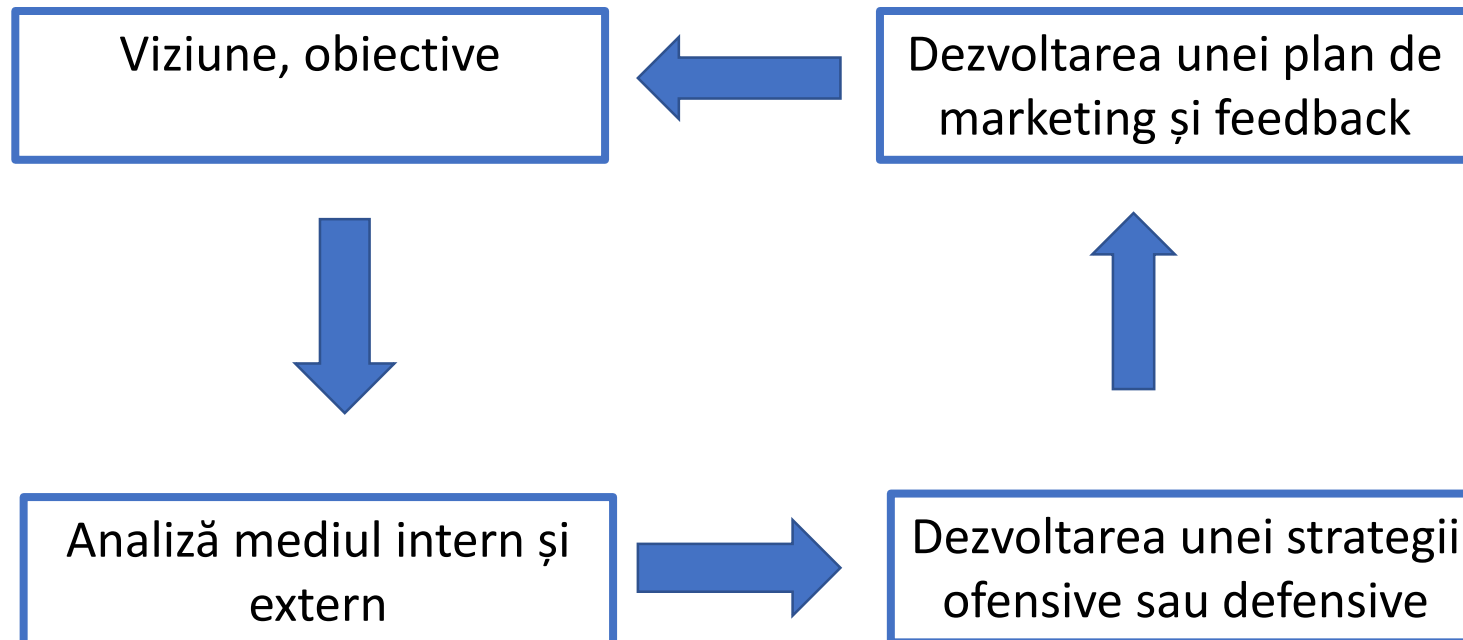 Viziune, obiective
Dezvoltarea unei plan de
marketing și feedback
Analiză mediul intern și
extern
Dezvoltarea unei strategii
ofensive sau defensive